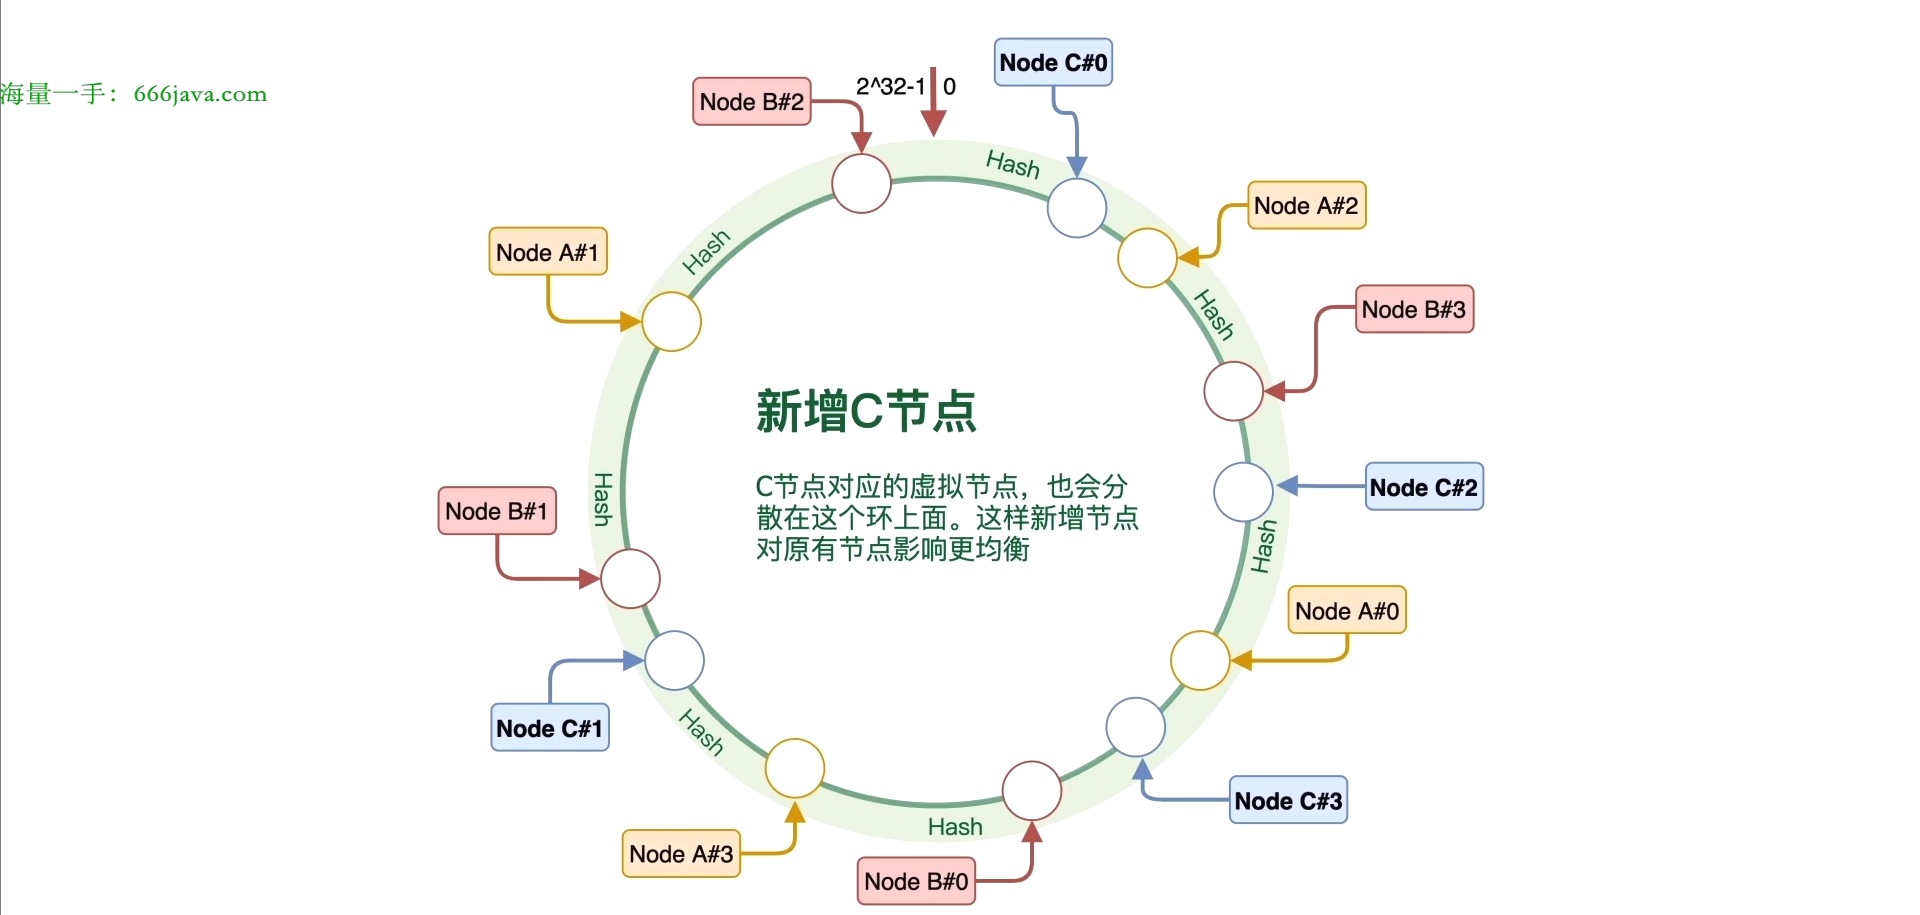 海量一手：666java.com
Node C#0
2^32-1
0
Node B#2
Hash
Node A#2
Hash
Node A#1
Hash
Node B#3
新增C节点
C节点对应的虚拟节点，也会分
散在这个环上面。这样新增节点
对原有节点影响更均衡
Hash
Node C#2
Node B#1
Hash
Node A#0
Node C#1
Hash
Node C#3
Hash
Node A#3
Node B#0